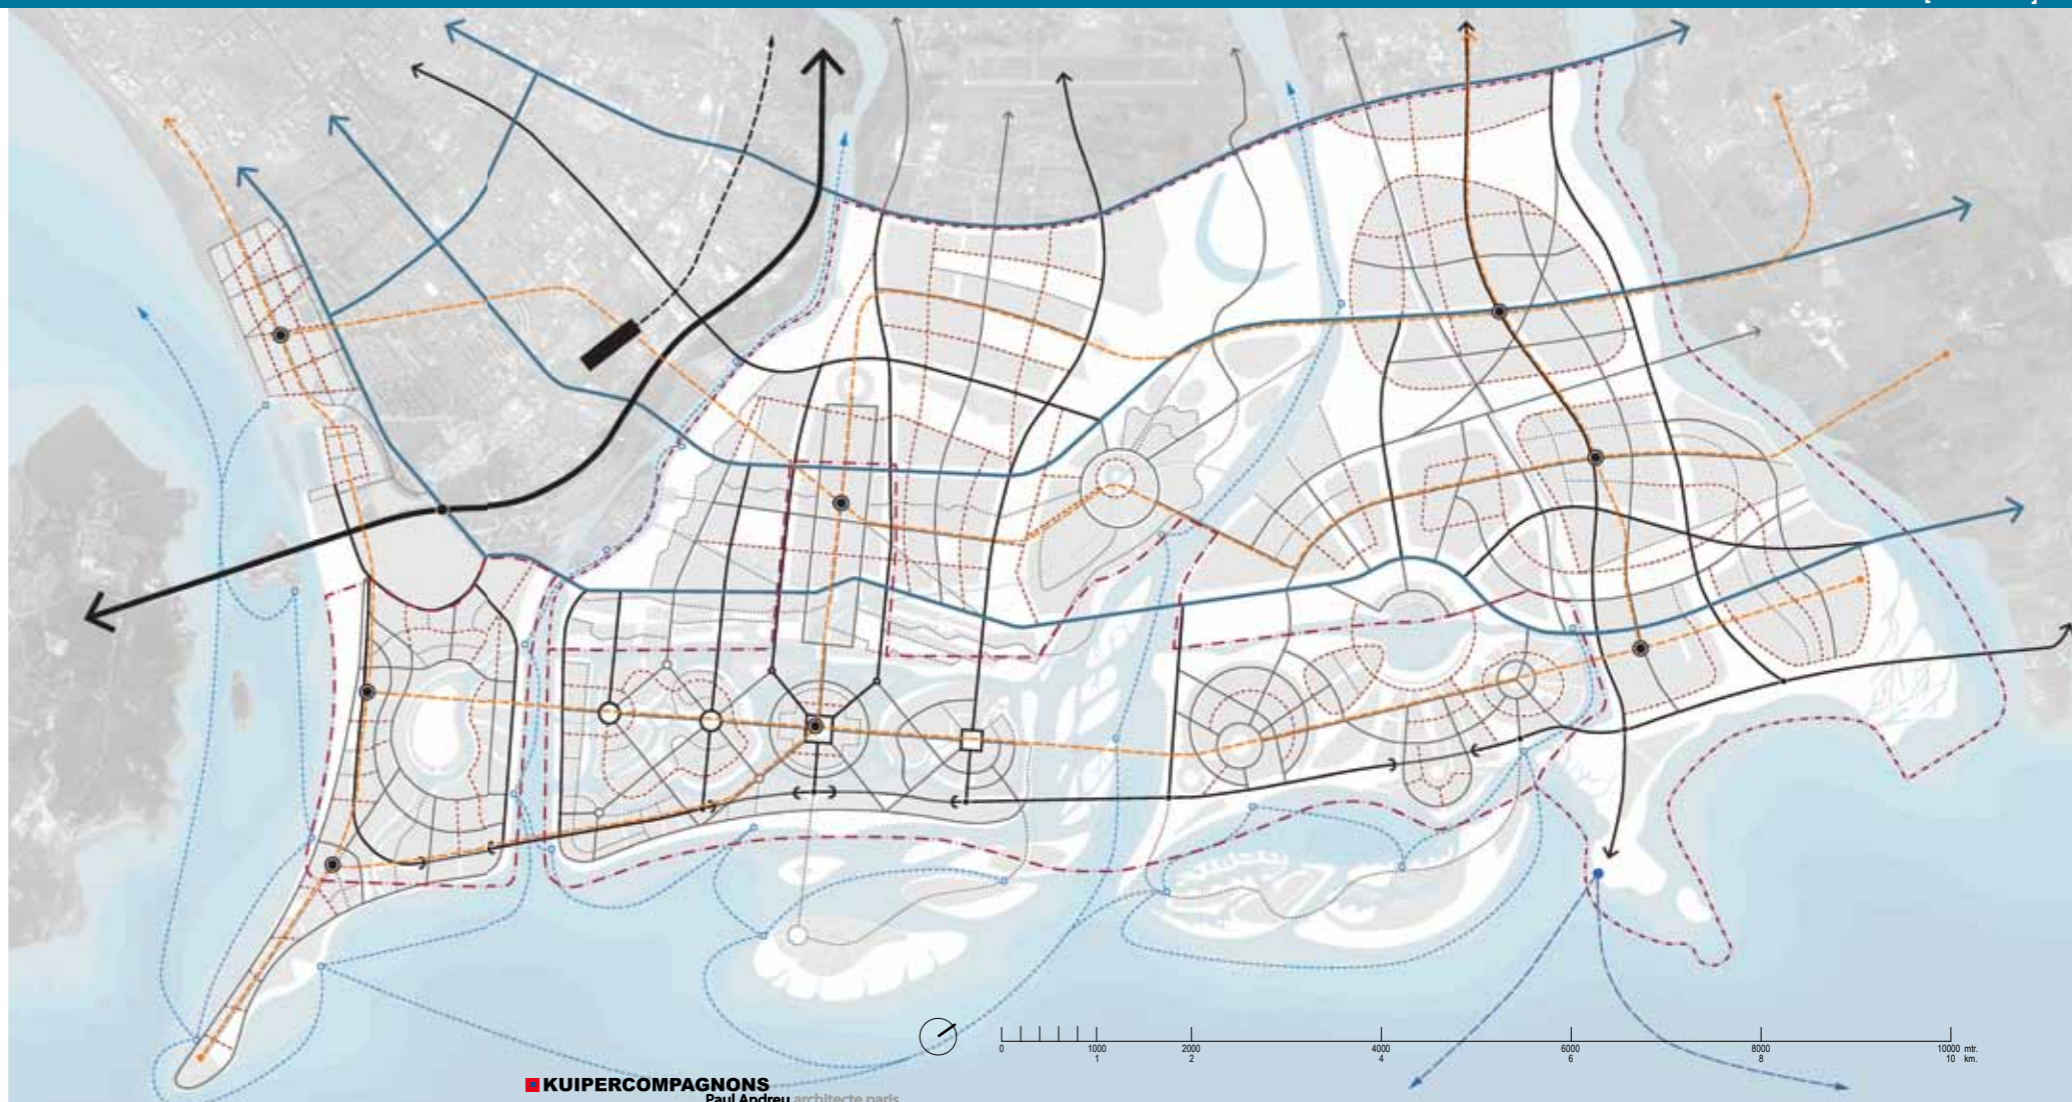 0 1000 2000 4000 6000 8000 10000 mtr.
1 2 4 6 8 10 km.
KUIPERCOMPAGNONS
Paul Andreu architecte paris